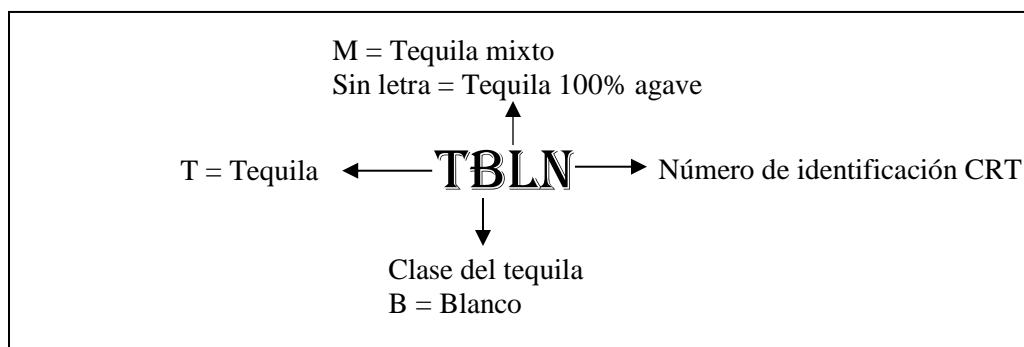 M = Tequila mixto
Sin letra = Tequila 100% agave
T = Tequila
TBLN
Número de identificación CRT
Clase del tequila
B = Blanco